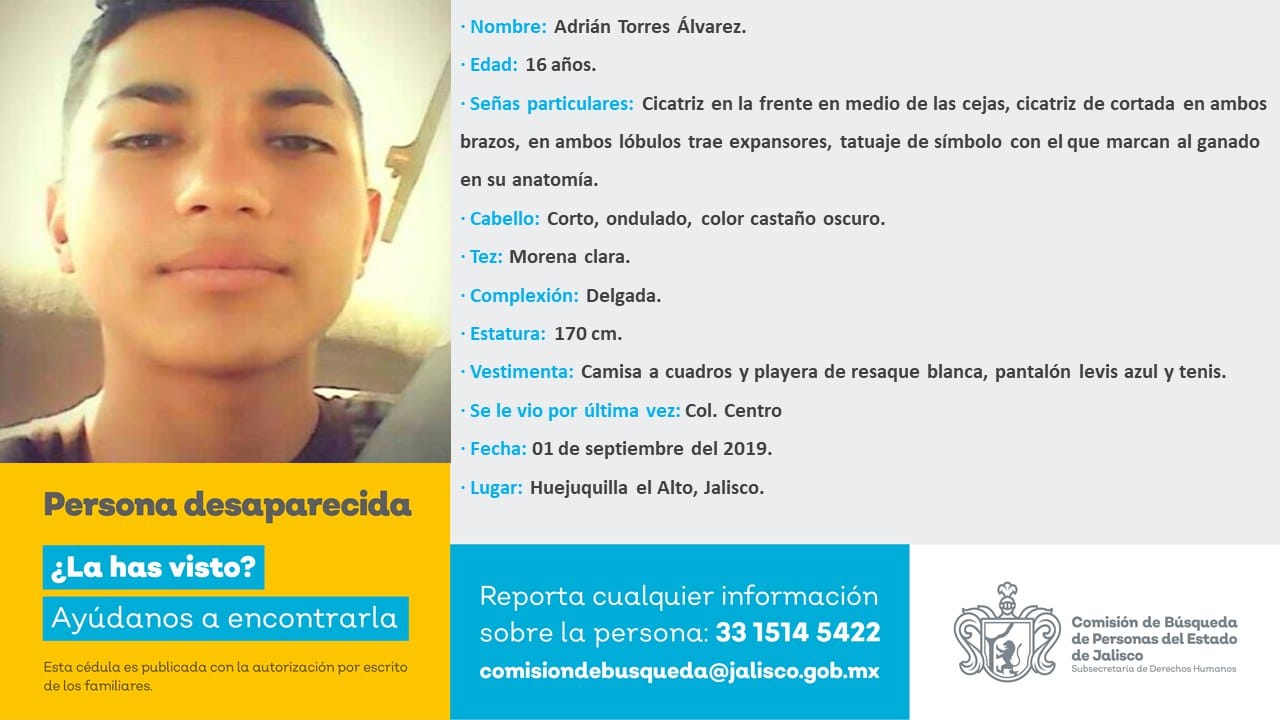 · Nombre: Adrián Torres Álvarez.
· Edad: 16 años.
· Señas particulares: Cicatriz en la frente en medio de las cejas, cicatriz de cortada en ambos
brazos, en ambos lóbulos trae expansores, tatuaje de símbolo con el que marcan al ganado
en su anatomía.
· Cabello: Corto, ondulado, color castaño oscuro.
· Tez: Morena clara.
· Complexión: Delgada.
· Estatura: 170 cm.
· Vestimenta: Camisa a cuadros y playera de resaque blanca, pantalón levis azul y tenis.
· Se le vio por última vez: Col. Centro
· Fecha: 01 de septiembre del 2019.
· Lugar: Huejuquilla el Alto, Jalisco.
Persona desaparecida
¿La has visto?
Ayúdanos a encontrarla
Esta cédula es publicada con la autorización por escrito
de los familiares.
Reporta cualquier información
sobre la persona: 33 1514 5422
comisiondebusqueda@jalisco.gob.mx
Comisión de Búsqueda
de Personas del Estado
de Jalisco
Subsecretaría de Derechos Humanos